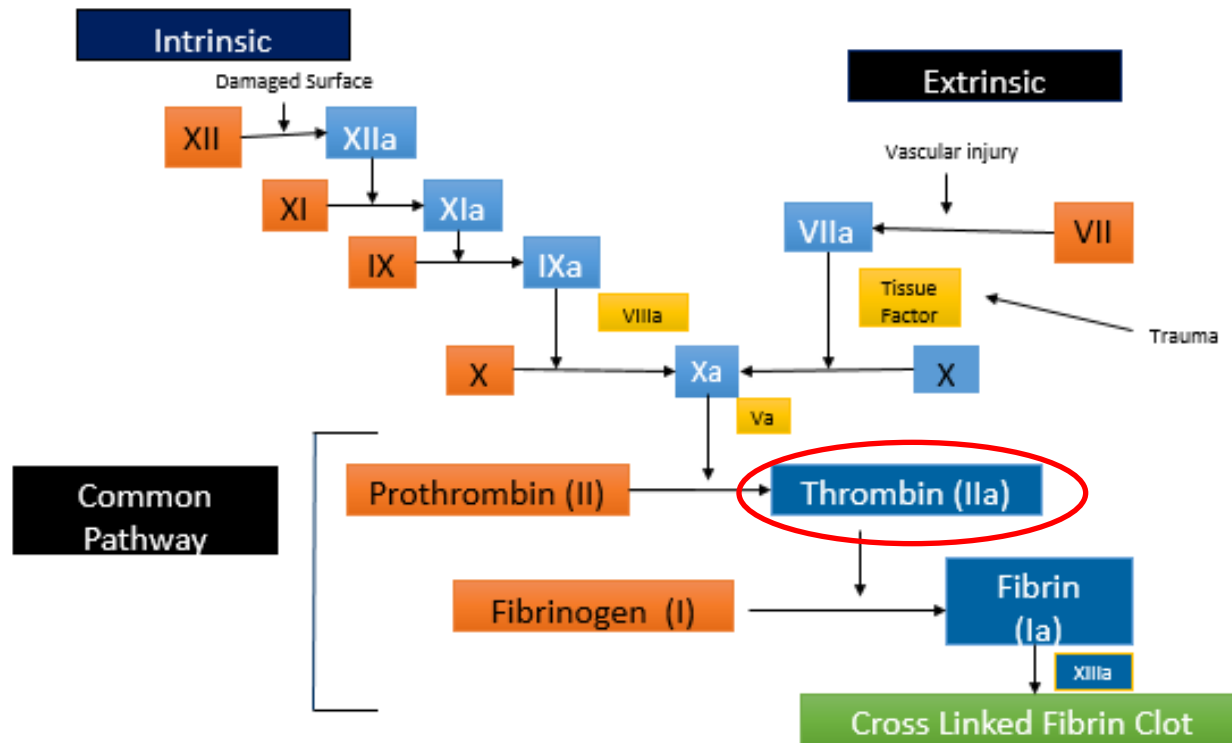 Intrinsic
Damaged Surface
Extrinsic
XII
XIIa
Vascular injury
XI
XIa
VIIa
VII
IX
IXa
Tissue
Factor
VIIIa
Trauma
X
Xa
X
Va
Common
Pathway
Prothrombin (II)
Thrombin (IIa)
Fibrinogen (I)
Fibrin
(Ia)
XIIIa
Cross Linked Fibrin Clot